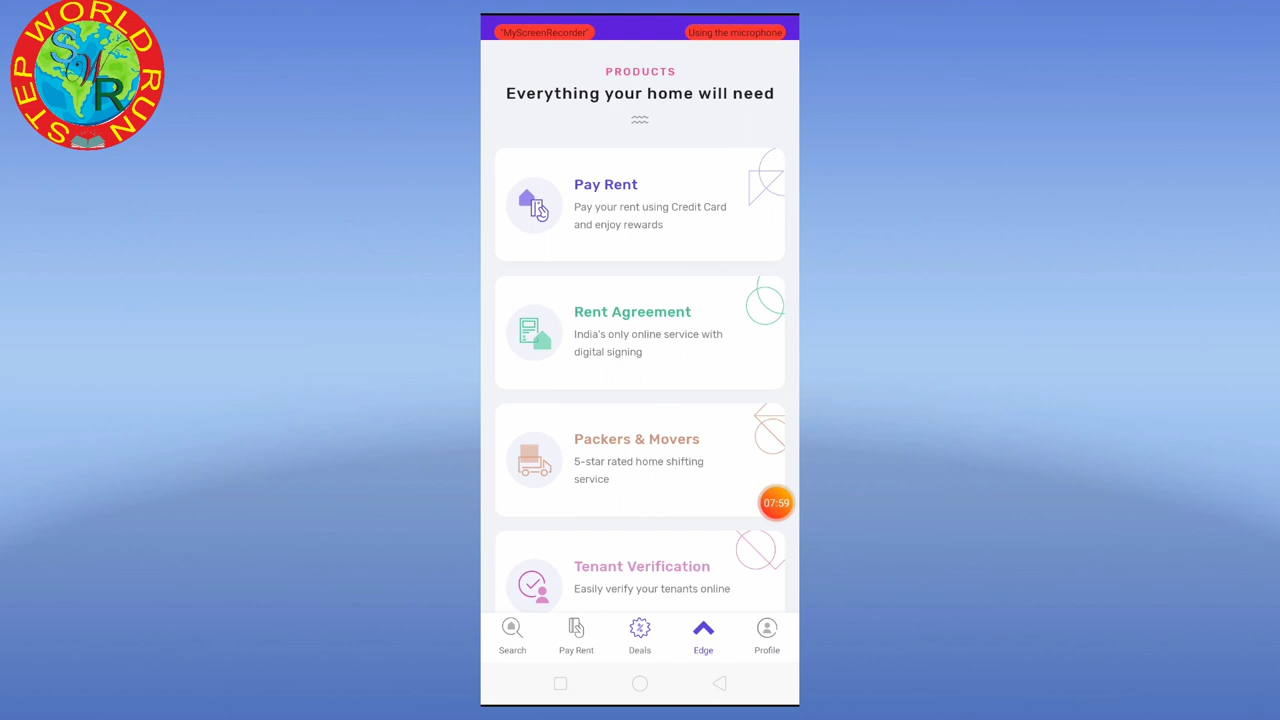 STEP WORLD RUN
SWR
"MyScreenRecorder"
Using the microphone
PRODUCTS
Everything your home will need
Pay Rent
Pay your rent using Credit Card
and enjoy rewards
Rent Agreement
India's only online service with
digital signing
Packers & Movers
5-star rated home shifting
service
07:59
Tenant Verification
Easily verify your tenants online
Search
Pay Rent
Deals
Edge
Profile